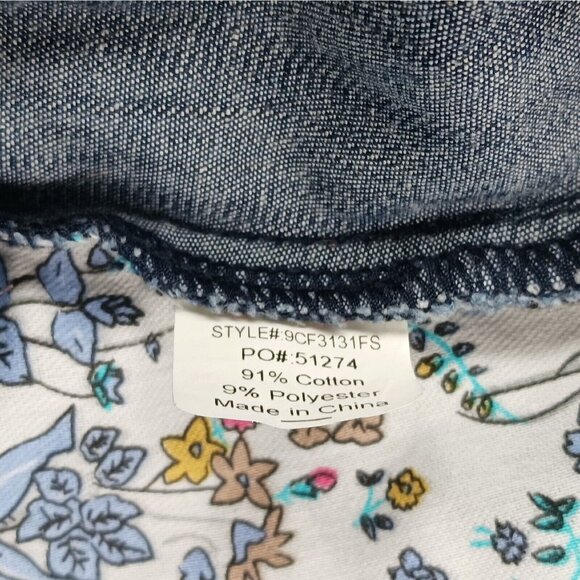 STYLE#:9CF3131FS
PO#:51274
91% Cotton
9% Polyester
Made in China